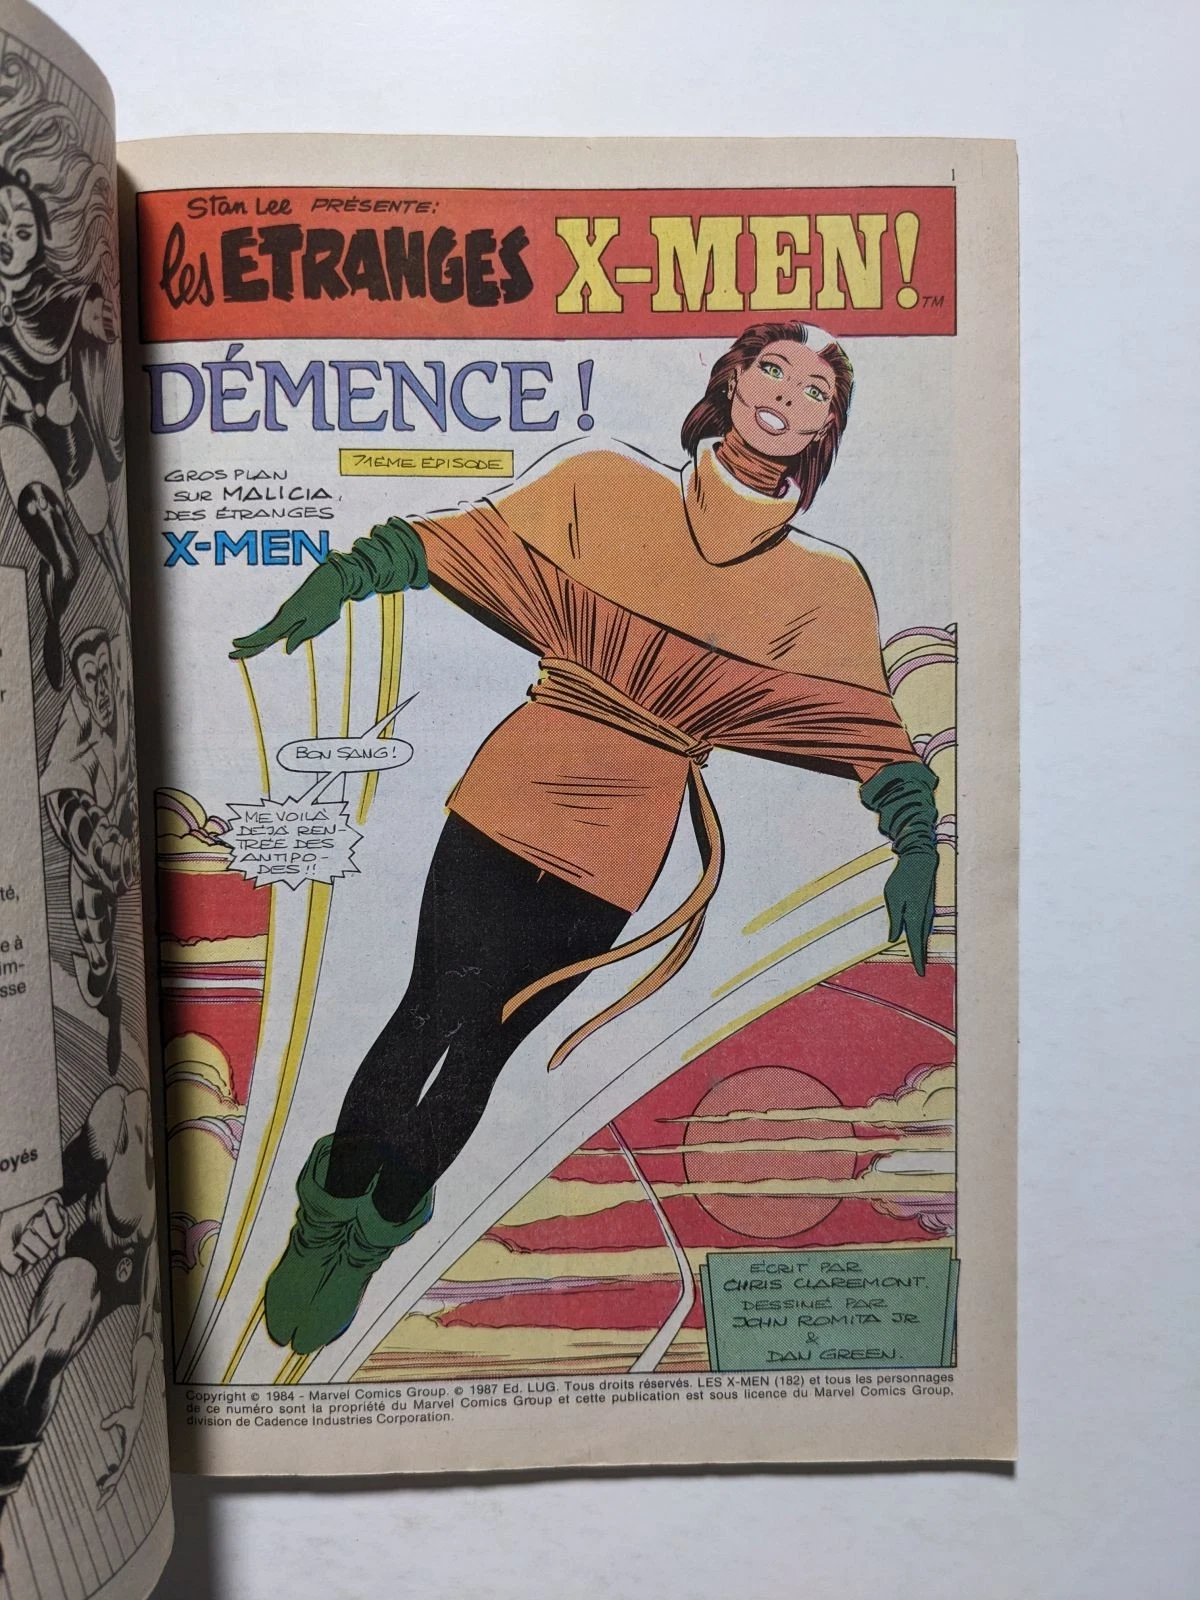 1
Stan Lee PRÉSENTE:
les ETRANGES X-MEN!
TM
DÉMENCE!
71ÈME ÉPISODE
GROS PLAN
SUR MALICIA,
DES ÉTRANGES
X-MEN
BON SANG!
ME VOILÀ
DÉJÀ REN-
TRÉE DES
ANTIPO-
DES!!
té,
e à
im-
sse
oyés
ÉCRIT PAR
CHRIS CLAREMONT.
DESSINÉ PAR
JOHN ROMITA JR
&
DAN GREEN.
Copyright © 1984 - Marvel Comics Group. © 1987 Ed. LUG. Tous droits réservés. LES X-MEN (182) et tous les personnages
de ce numéro sont la propriété du Marvel Comics Group et cette publication est sous licence du Marvel Comics Group,
division de Cadence Industries Corporation.